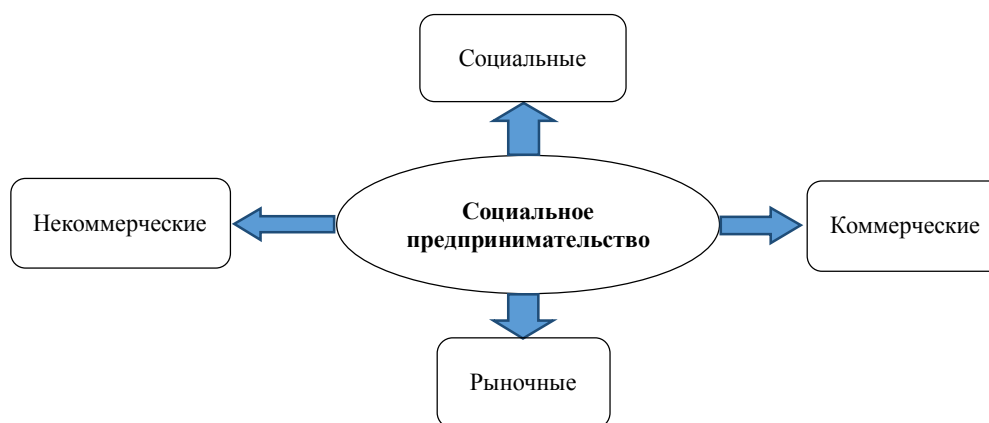 Социальные
Некоммерческие
Социальное
предпринимательство
Коммерческие
Рыночные